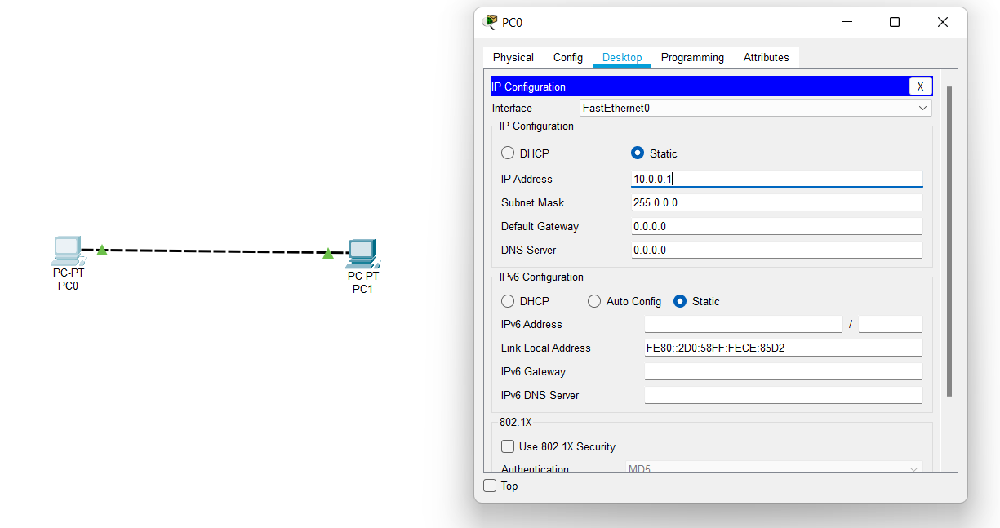 PC0
Physical Config Desktop Programming Attributes
IP Configuration X
Interface FastEthernet0
IP Configuration
DHCP Static
IP Address 10.0.0.1
Subnet Mask 255.0.0.0
Default Gateway 0.0.0.0
DNS Server 0.0.0.0
IPv6 Configuration
DHCP Auto Config Static
IPv6 Address /
Link Local Address FE80::2D0:58FF:FECE:85D2
IPv6 Gateway
IPv6 DNS Server
802.1X
Use 802.1X Security
Authentication MD5
Top
PC-PT
PC0
PC-PT
PC1